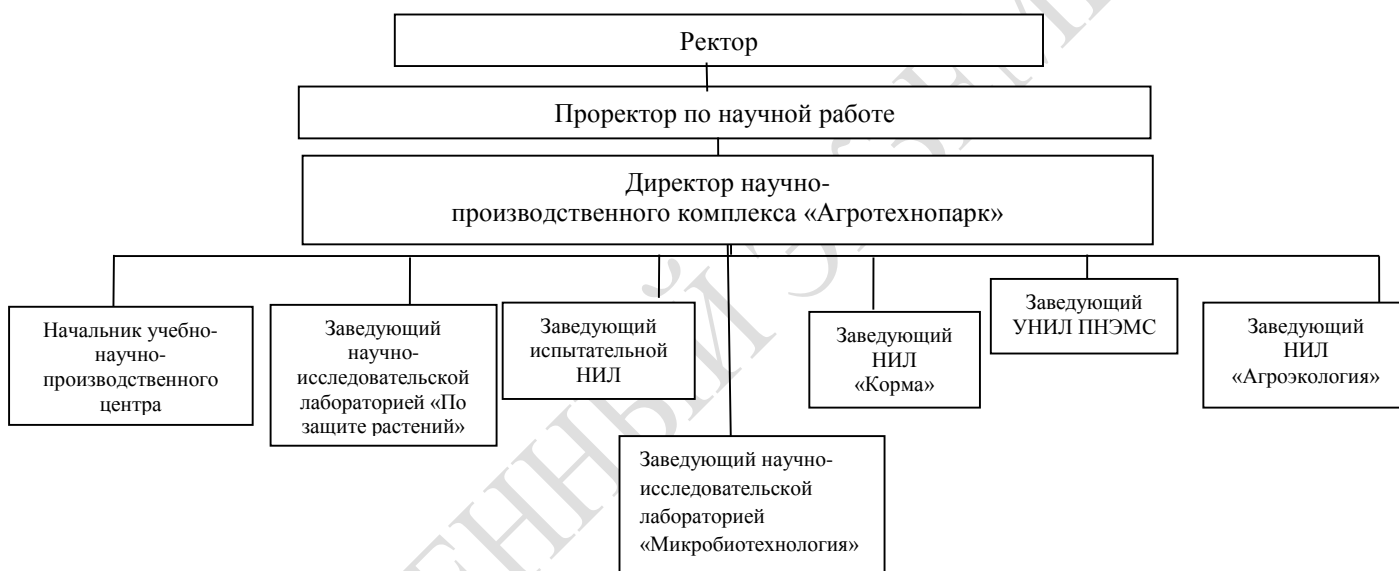 Ректор
Проректор по научной работе
Директор научно-
производственного комплекса «Агротехнопарк»
Начальник учебно-
научно-
производственного
центра
Заведующий
научно-
исследовательской
лабораторией «По
защите растений»
Заведующий
испытательной
НИЛ
Заведующий научно-
исследовательской
лабораторией
«Микробиотехнология»
Заведующий
НИЛ
«Корма»
Заведующий
УНИЛ ПНЭМС
Заведующий
НИЛ
«Агроэкология»